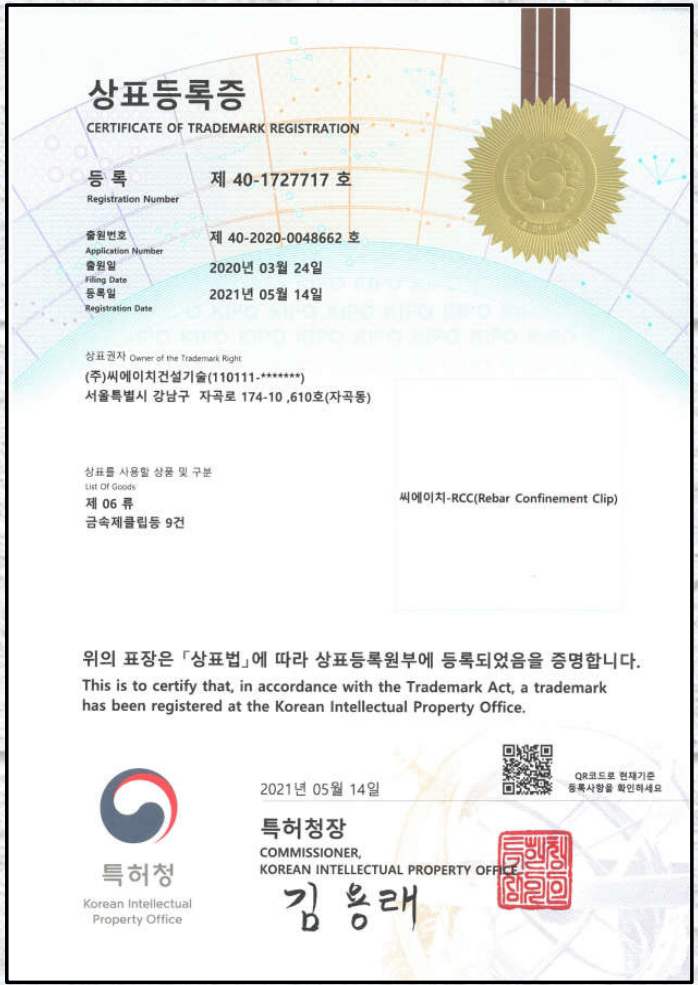 상표등록증
CERTIFICATE OF TRADEMARK REGISTRATION
등 록 제 40-1727717 호
Registration Number
출원번호 제 40-2020-0048662 호
Application Number
출원일 2020년 03월 24일
Filing Date
등록일 2021년 05월 14일
Registration Date
KIPO KIPO KIPO KIPO KIPO KIPO KIPO
상표권자 Owner of the Trademark Right
(주)씨에이치건설기술(110111-*******)
서울특별시 강남구 자곡로 174-10 ,610호(자곡동)
상표를 사용할 상품 및 구분
List Of Goods
제 06 류
금속제클립등 9건
씨에이치-RCC(Rebar Confinement Clip)
위의 표장은 「상표법」에 따라 상표등록원부에 등록되었음을 증명합니다.
This is to certify that, in accordance with the Trademark Act, a trademark
has been registered at the Korean Intellectual Property Office.
QR코드로 현재기준
등록사항을 확인하세요
2021년 05월 14일
특허청장
COMMISSIONER,
KOREAN INTELLECTUAL PROPERTY OFFICE
김용래
특허청
Korean Intellectual
Property Office